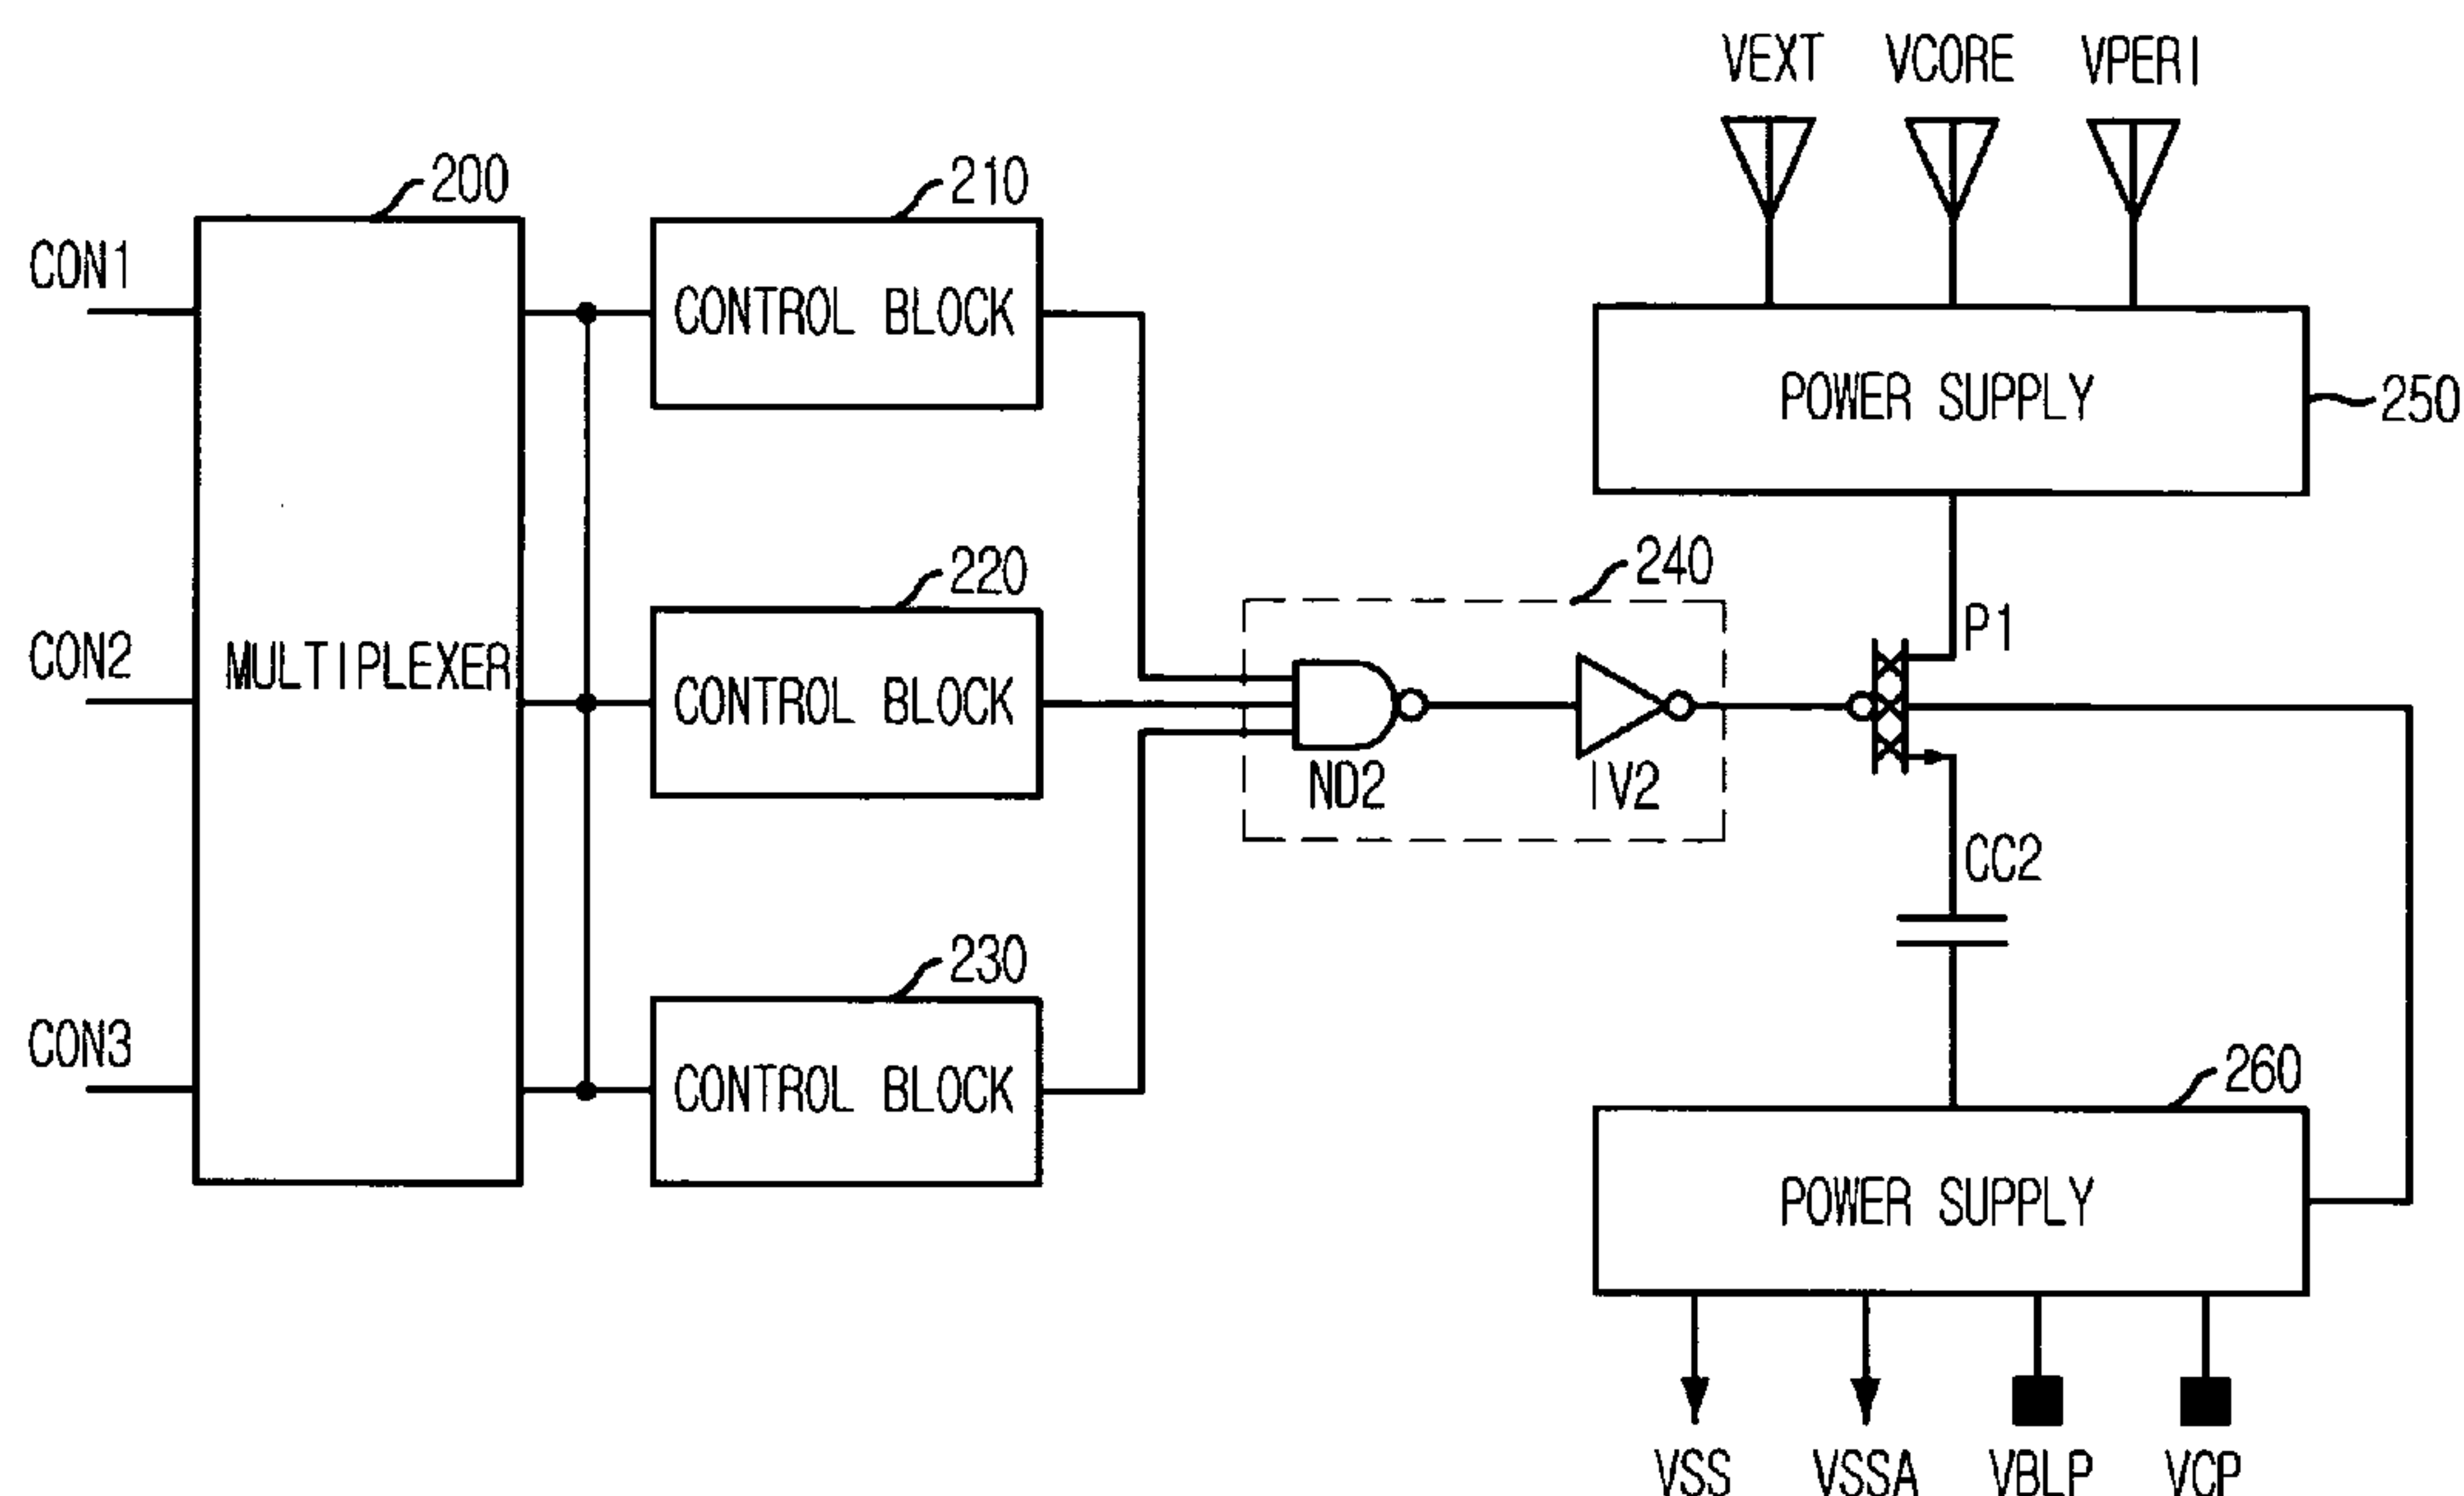 VEXT VCORE VPERI
200
210
CON1
CONTROL BLOCK
POWER SUPPLY
250
220
240
CON2
MULTIPLEXER
CONTROL BLOCK
P1
ND2
IV2
CC2
230
CON3
CONTROL BLOCK
260
POWER SUPPLY
VSS VSSA VBLP VCP